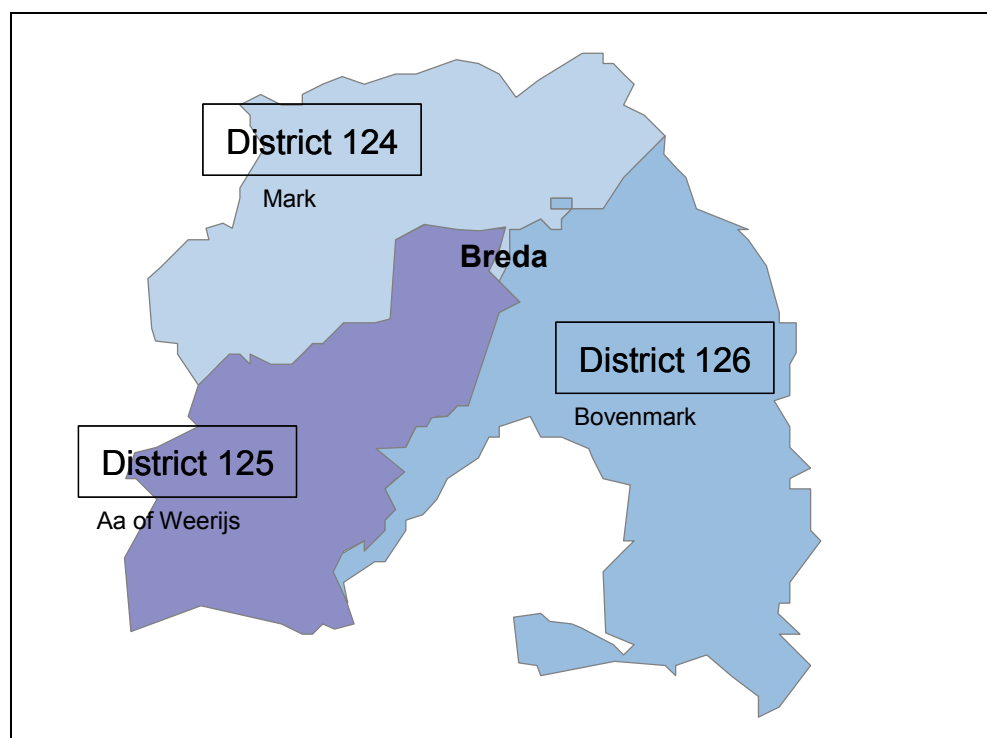 District 124
Mark
Breda
District 126
Bovenmark
District 125
Aa of Weerijs